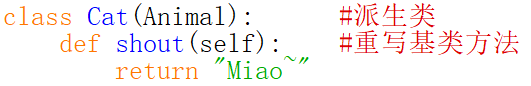 class Cat(Animal):      #派生类
    def shout(self):    #重写基类方法
        return "Miao~"